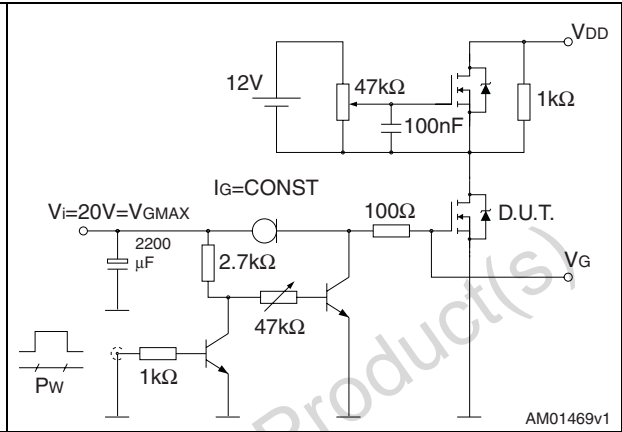 VDD
12V
47kΩ
1kΩ
100nF
IG=CONST
Vi=20V=VGMAX
100Ω
D.U.T.
2200
μF
2.7kΩ
VG
47kΩ
1kΩ
PW
Product(s)
AM01469v1